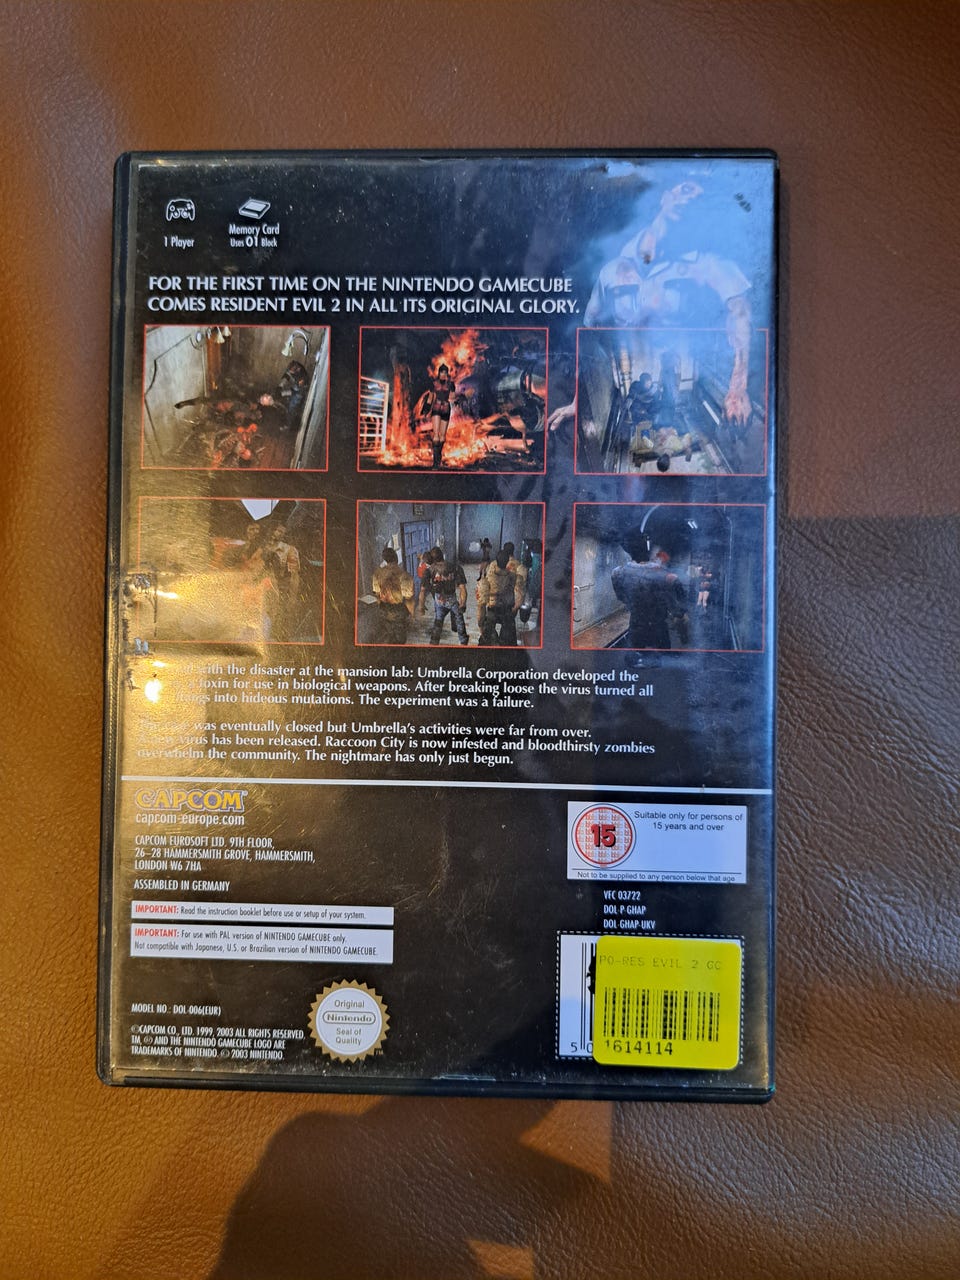 1 Player
Memory Card
Uses 01 Block
FOR THE FIRST TIME ON THE NINTENDO GAMECUBE
COMES RESIDENT EVIL 2 IN ALL ITS ORIGINAL GLORY.
with the disaster at the mansion lab: Umbrella Corporation developed the
toxin for use in biological weapons. After breaking loose the virus turned all
into hideous mutations. The experiment was a failure.
was eventually closed but Umbrella's activities were far from over.
virus has been released. Raccoon City is now infested and bloodthirsty zombies
overwhelm the community. The nightmare has only just begun.
CAPCOM
capcom-europe.com
CAPCOM EUROSOFT LTD. 9TH FLOOR,
26-28 HAMMERSMITH GROVE, HAMMERSMITH,
LONDON W6 7HA
ASSEMBLED IN GERMANY
IMPORTANT: Read the instruction booklet before use or setup of your system.
IMPORTANT: For use with PAL version of NINTENDO GAMECUBE only.
Not compatible with Japanese, U.S. or Brazilian version of NINTENDO GAMECUBE.
MODEL NO.: DOL-006(EUR)
©CAPCOM CO., LTD. 1999, 2003 ALL RIGHTS RESERVED.
TM, ® AND THE NINTENDO GAMECUBE LOGO ARE
TRADEMARKS OF NINTENDO. © 2003 NINTENDO.
Original
Nintendo
Seal of
Quality
TM
15
Suitable only for persons of
15 years and over
Not to be supplied to any person below that age
VFC 03722
DOL P GHAP
DOL GHAP-UKV
PO-RES EVIL 2 GC
5 0
1614114